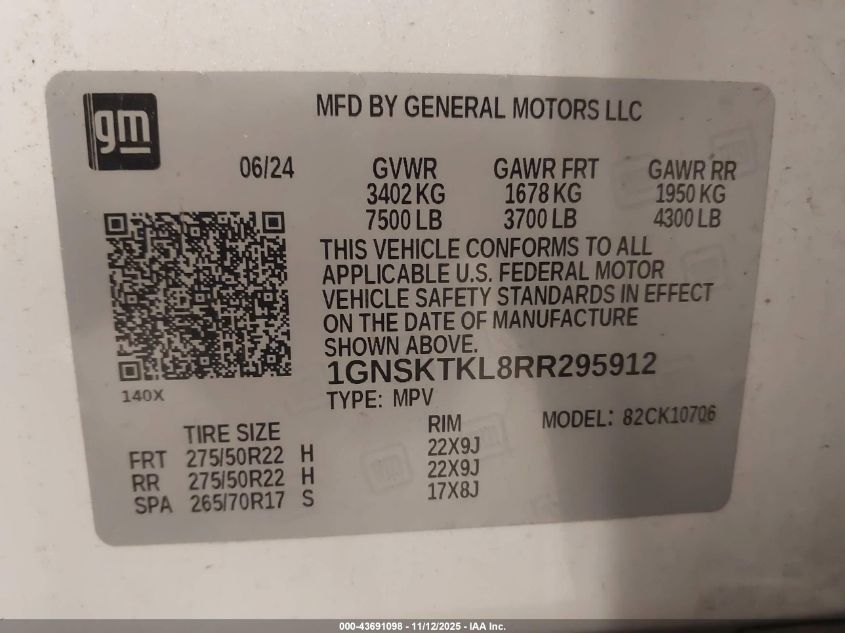 gm
MFD BY GENERAL MOTORS LLC
06/24 GVWR GAWR FRT GAWR RR
3402 KG 1678 KG 1950 KG
7500 LB 3700 LB 4300 LB
THIS VEHICLE CONFORMS TO ALL
APPLICABLE U.S. FEDERAL MOTOR
VEHICLE SAFETY STANDARDS IN EFFECT
ON THE DATE OF MANUFACTURE
SHOWN ABOVE.
1GNSKTKL8RR295912
140X
TYPE: MPV
MODEL: 82CK10706
TIRE SIZE RIM
FRT 275/50R22 H 22X9J
RR 275/50R22 H 22X9J
SPA 265/70R17 S 17X8J
000-43691098 - 11/12/2025 - IAA Inc.